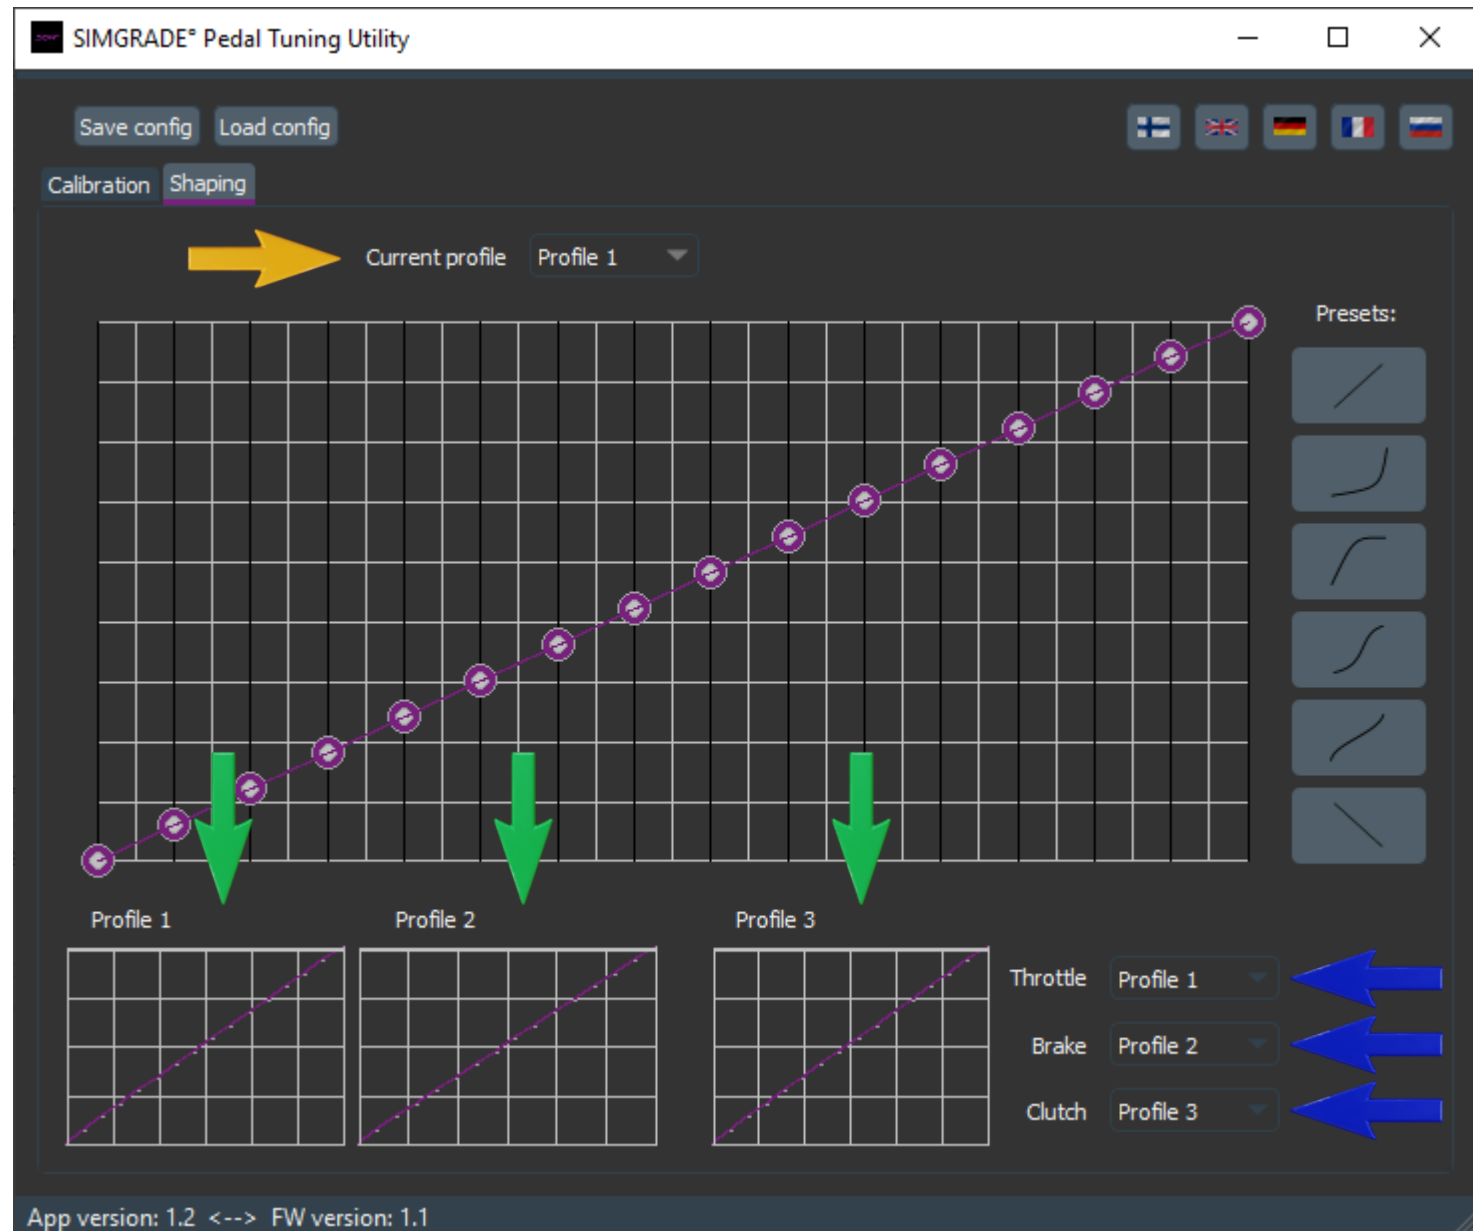 SIMGRADE° Pedal Tuning Utility
Save config Load config
Calibration Shaping
Current profile Profile 1
Presets:
Profile 1 Profile 2 Profile 3
Throttle Profile 1
Brake Profile 2
Clutch Profile 3
App version: 1.2 <--> FW version: 1.1